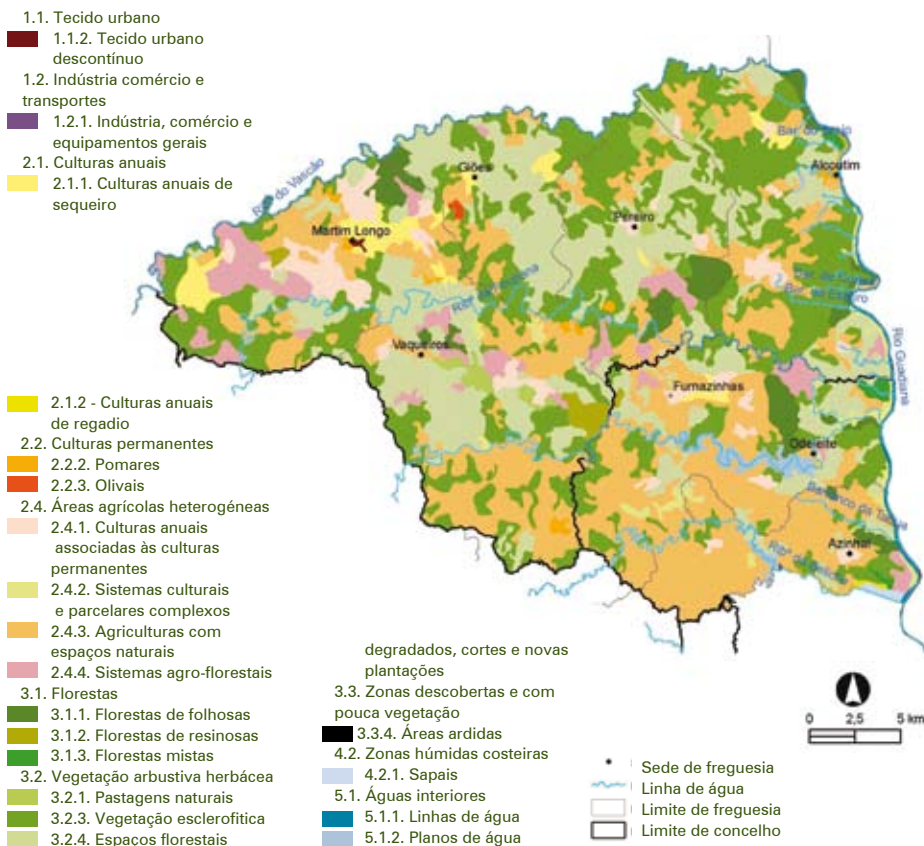 1.1. Tecido urbano
1.1.2. Tecido urbano
descontínuo
1.2. Indústria comércio e
transportes
1.2.1. Indústria, comércio e
equipamentos gerais
2.1. Culturas anuais
2.1.1. Culturas anuais de
sequeiro
2.1.2 - Culturas anuais
de regadio
2.2. Culturas permanentes
2.2.2. Pomares
2.2.3. Olivais
2.4. Áreas agrícolas heterogéneas
2.4.1. Culturas anuais
associadas às culturas
permanentes
2.4.2. Sistemas culturais
e parcelares complexos
2.4.3. Agriculturas com
espaços naturais
2.4.4. Sistemas agro-florestais
3.1. Florestas
3.1.1. Florestas de folhosas
3.1.2. Florestas de resinosas
3.1.3. Florestas mistas
3.2. Vegetação arbustiva herbácea
3.2.1. Pastagens naturais
3.2.3. Vegetação esclerofitica
3.2.4. Espaços florestais
degradados, cortes e novas
plantações
3.3. Zonas descobertas e com
pouca vegetação
3.3.4. Áreas ardidas
4.2. Zonas húmidas costeiras
4.2.1. Sapais
5.1. Águas interiores
5.1.1. Linhas de água
5.1.2. Planos de água
Sede de freguesia
Linha de água
Limite de freguesia
Limite de concelho
0 2,5 5 km
Alcoutim
Giões
Rib.ª do Vascão
Pereiro
Martim Longo
Vaqueiros
Rio Guadiana
Furnazinhas
Odeleite
Azinhal